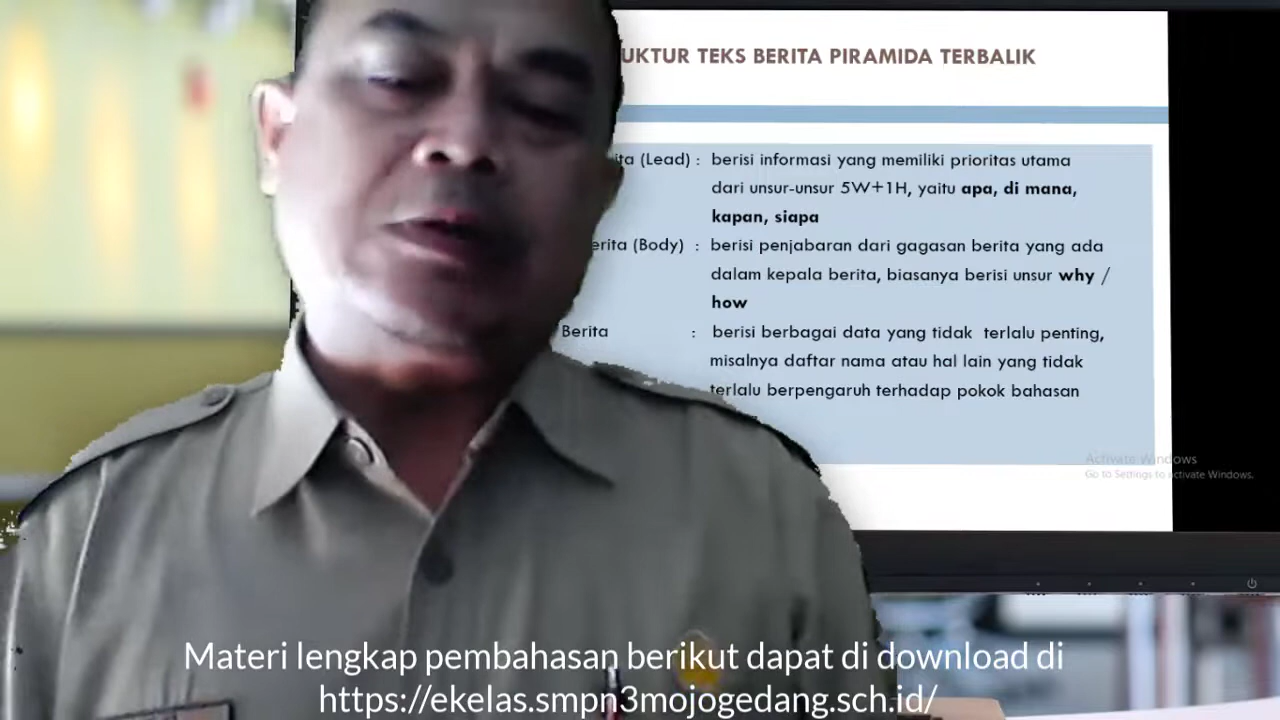 UKTUR TEKS BERITA PIRAMIDA TERBALIK
ita (Lead) : berisi informasi yang memiliki prioritas utama
dari unsur-unsur 5W+1H, yaitu apa, di mana,
kapan, siapa
erita (Body) : berisi penjabaran dari gagasan berita yang ada
dalam kepala berita, biasanya berisi unsur why /
how
Berita : berisi berbagai data yang tidak terlalu penting,
misalnya daftar nama atau hal lain yang tidak
terlalu berpengaruh terhadap pokok bahasan
Activate Windows
Go to Settings to activate Windows.
Materi lengkap pembahasan berikut dapat di download di
https://ekelas.smpn3mojogedang.sch.id/